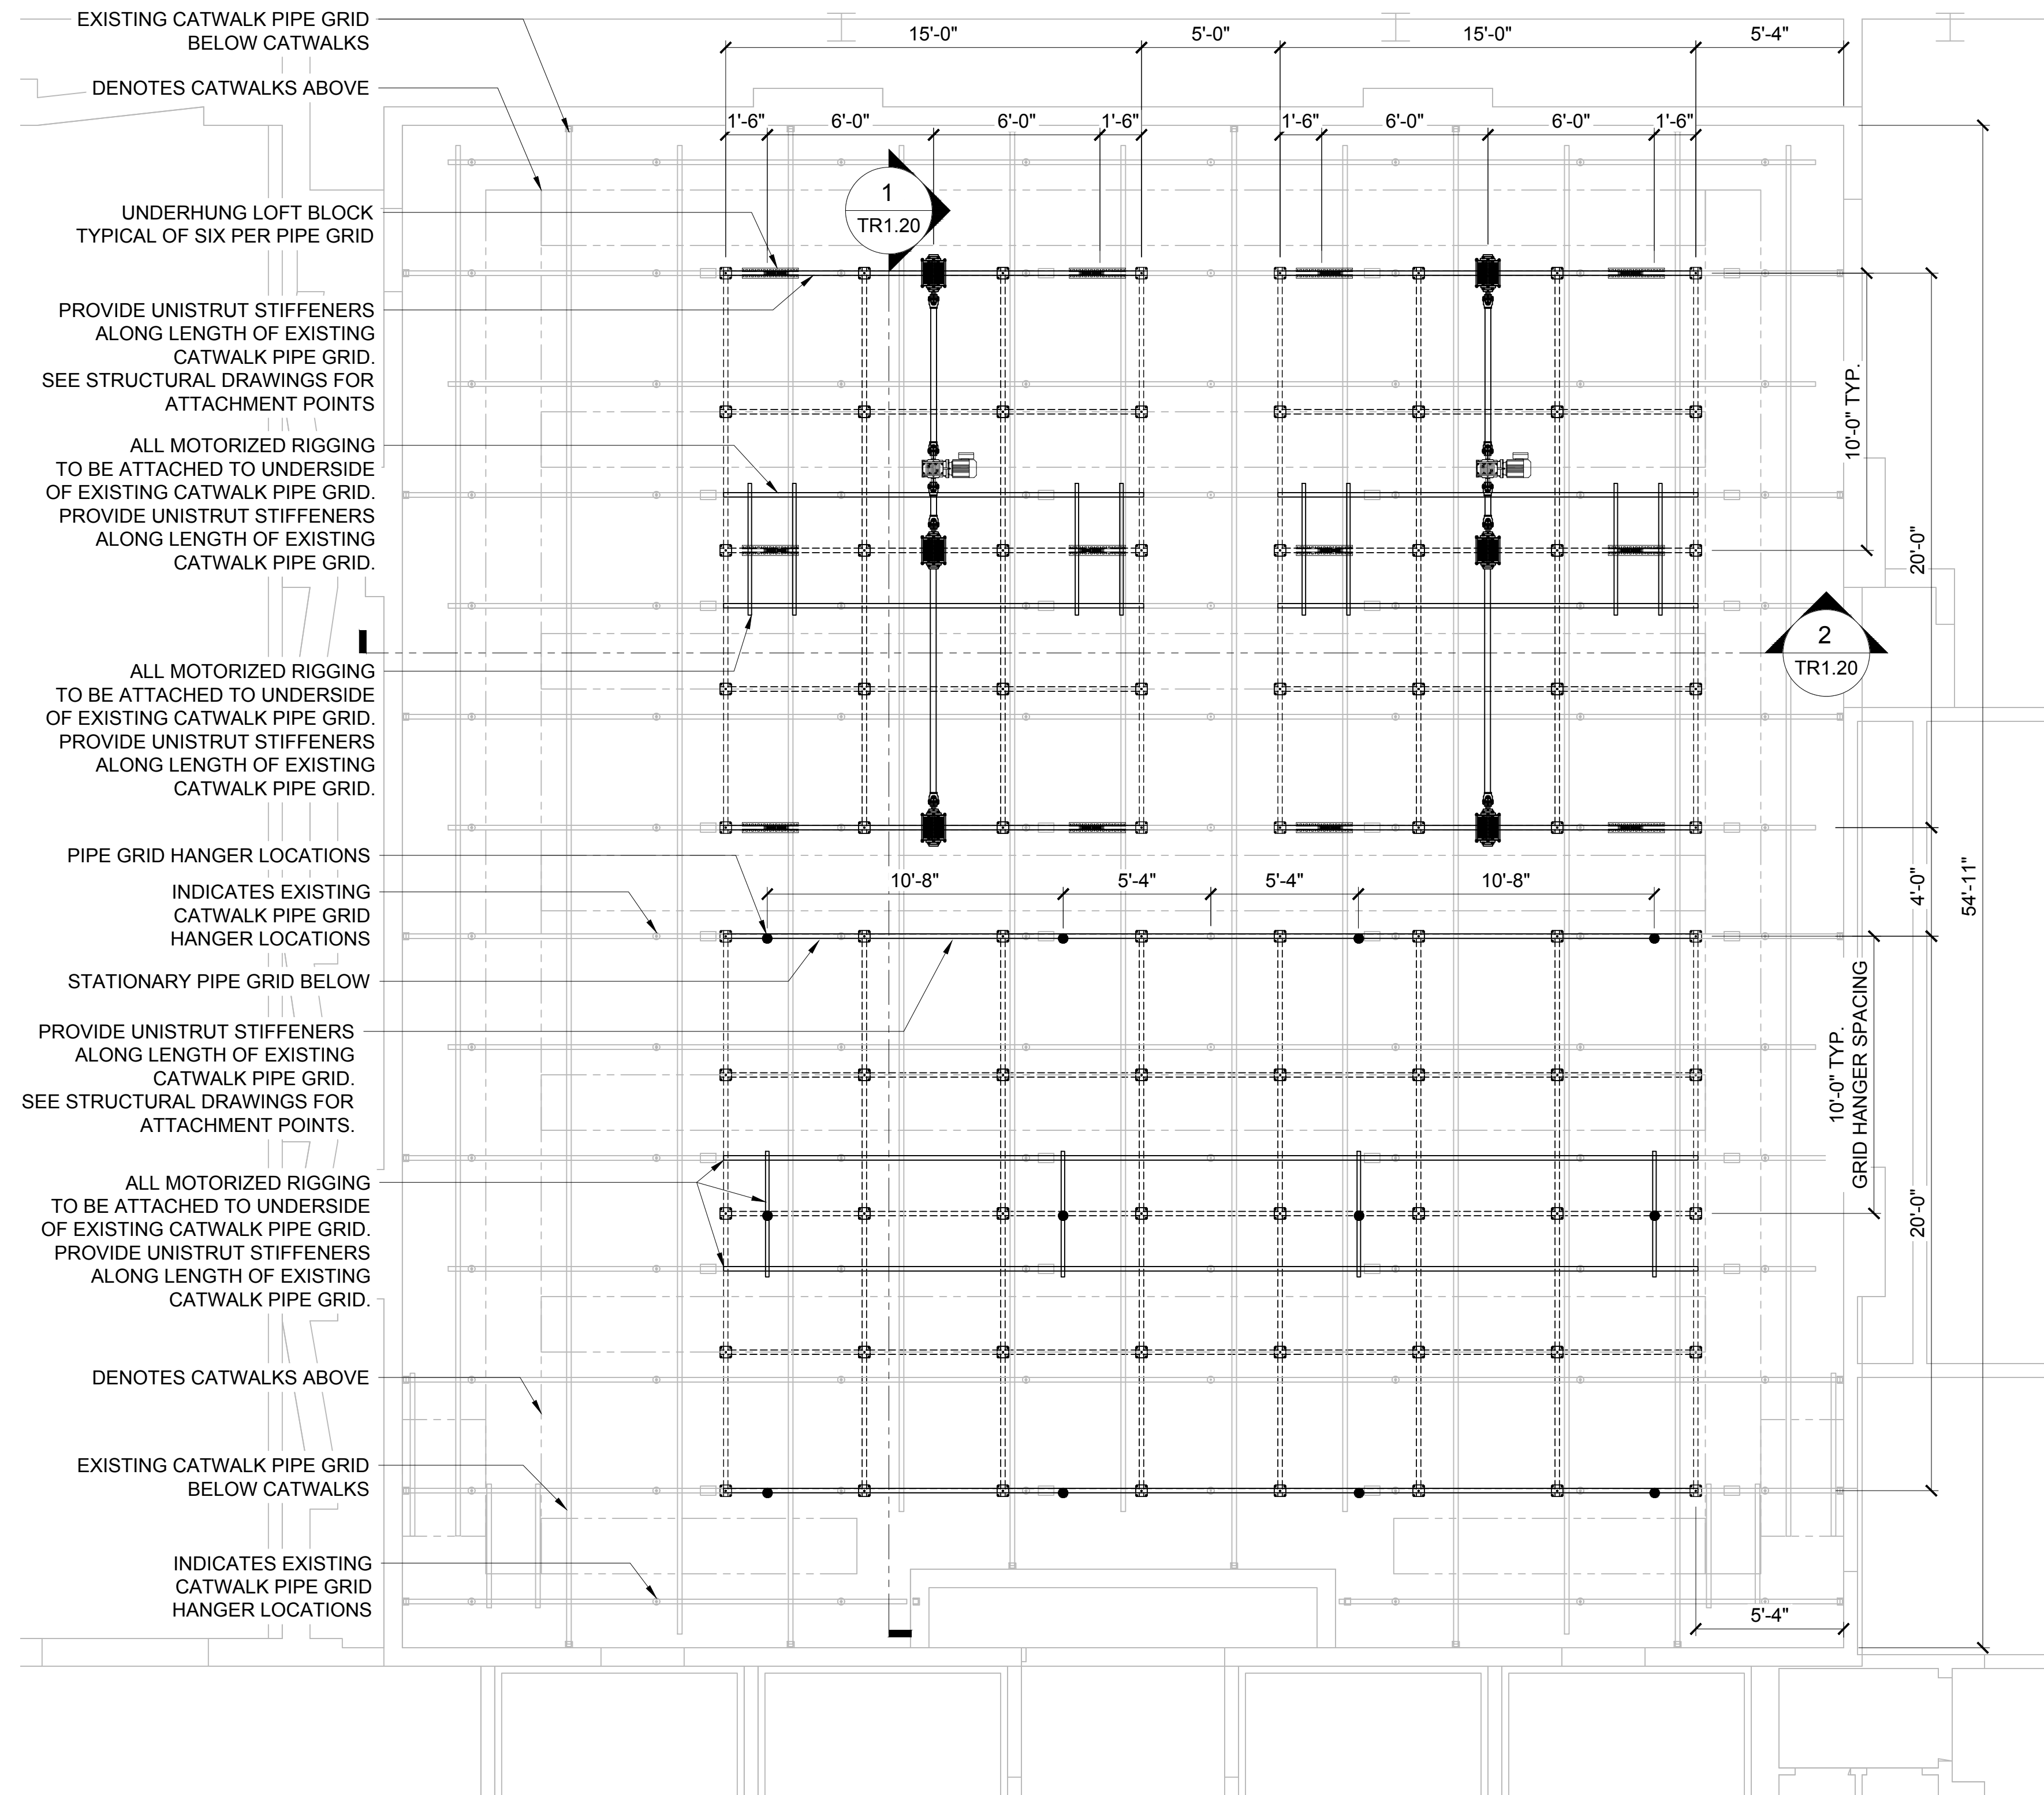 EXISTING CATWALK PIPE GRID
BELOW CATWALKS
DENOTES CATWALKS ABOVE
UNDERHUNG LOFT BLOCK
TYPICAL OF SIX PER PIPE GRID
PROVIDE UNISTRUT STIFFENERS
ALONG LENGTH OF EXISTING
CATWALK PIPE GRID.
SEE STRUCTURAL DRAWINGS FOR
ATTACHMENT POINTS
ALL MOTORIZED RIGGING
TO BE ATTACHED TO UNDERSIDE
OF EXISTING CATWALK PIPE GRID.
PROVIDE UNISTRUT STIFFENERS
ALONG LENGTH OF EXISTING
CATWALK PIPE GRID.
ALL MOTORIZED RIGGING
TO BE ATTACHED TO UNDERSIDE
OF EXISTING CATWALK PIPE GRID.
PROVIDE UNISTRUT STIFFENERS
ALONG LENGTH OF EXISTING
CATWALK PIPE GRID.
PIPE GRID HANGER LOCATIONS
INDICATES EXISTING
CATWALK PIPE GRID
HANGER LOCATIONS
STATIONARY PIPE GRID BELOW
PROVIDE UNISTRUT STIFFENERS
ALONG LENGTH OF EXISTING
CATWALK PIPE GRID.
SEE STRUCTURAL DRAWINGS FOR
ATTACHMENT POINTS.
ALL MOTORIZED RIGGING
TO BE ATTACHED TO UNDERSIDE
OF EXISTING CATWALK PIPE GRID.
PROVIDE UNISTRUT STIFFENERS
ALONG LENGTH OF EXISTING
CATWALK PIPE GRID.
DENOTES CATWALKS ABOVE
EXISTING CATWALK PIPE GRID
BELOW CATWALKS
INDICATES EXISTING
CATWALK PIPE GRID
HANGER LOCATIONS
15'-0" 5'-0" 15'-0" 5'-4"
1'-6" 6'-0" 6'-0" 1'-6" 1'-6" 6'-0" 6'-0" 1'-6"
1
TR1.20
10'-0" TYP.
20'-0"
2
TR1.20
10'-8" 5'-4" 5'-4" 10'-8"
4'-0"
54'-11"
10'-0" TYP.
GRID HANGER SPACING
20'-0"
5'-4"